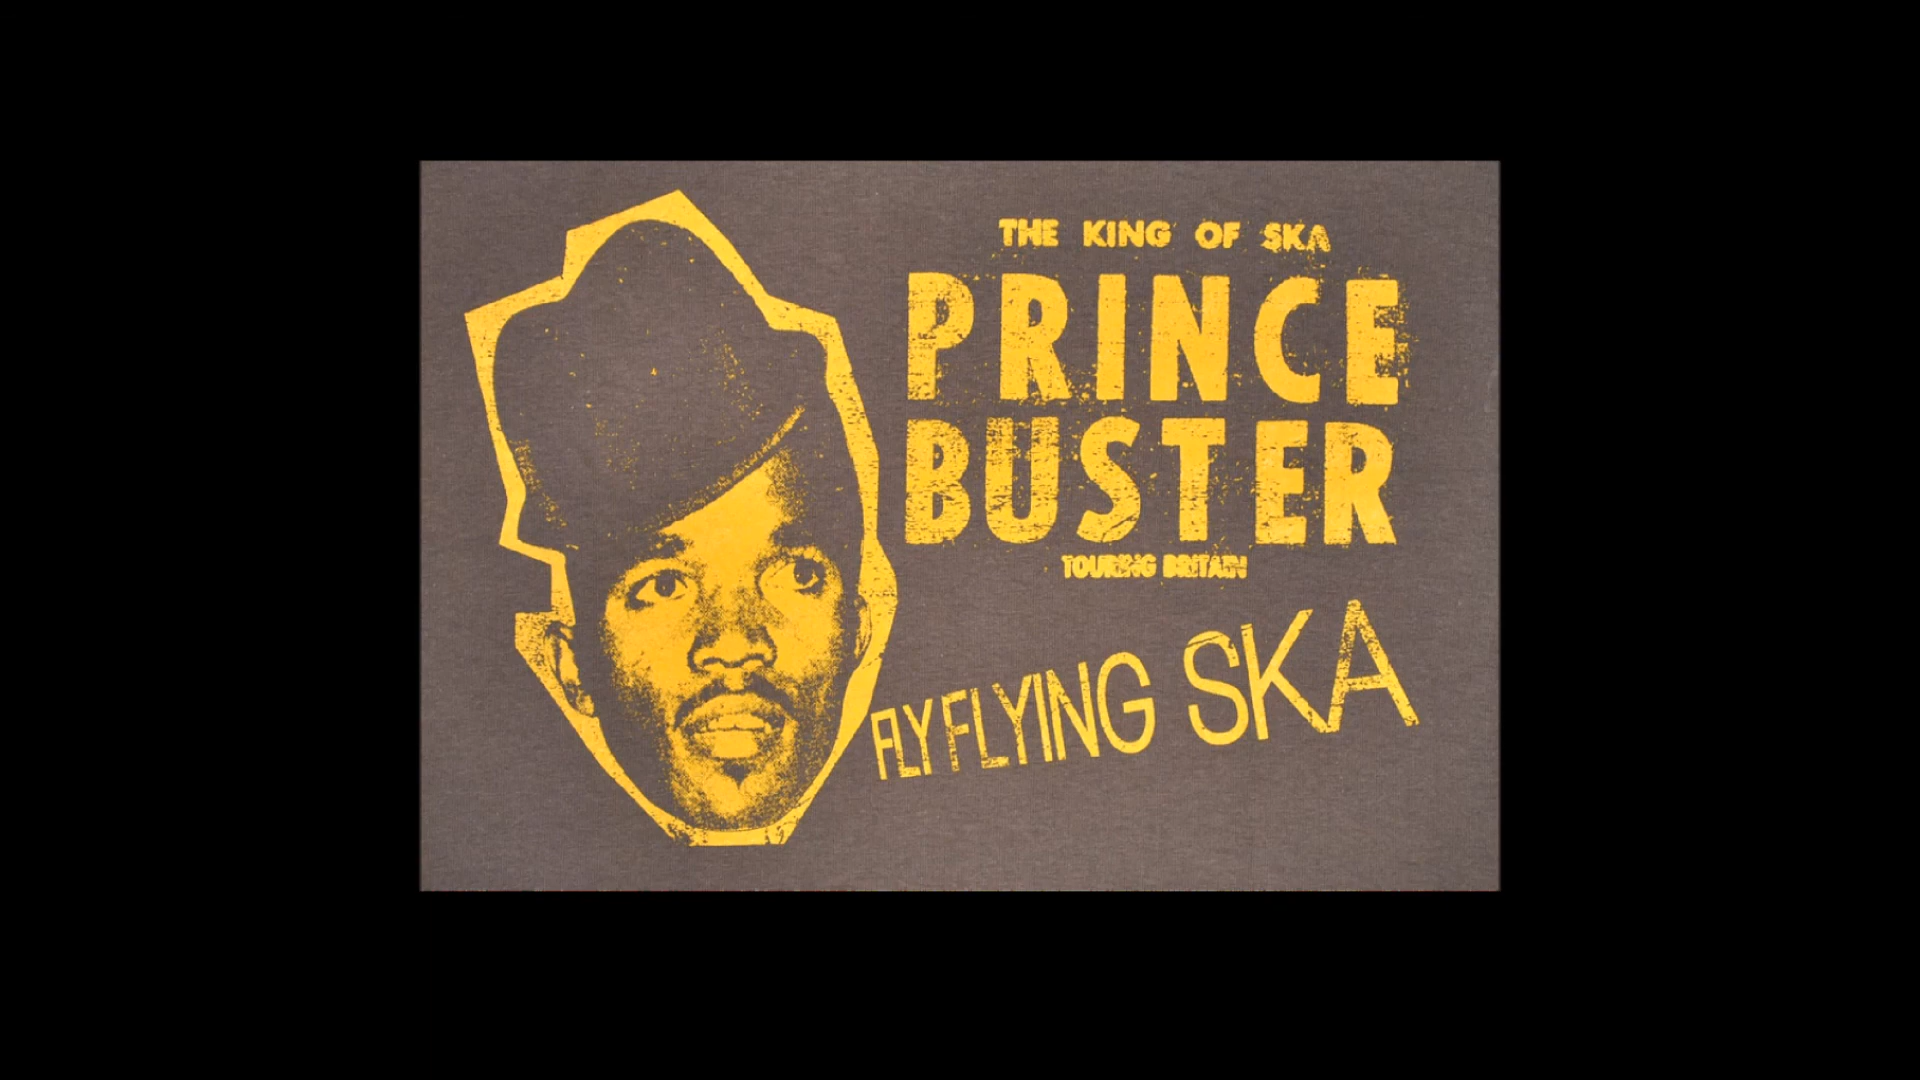 THE KING OF SKA
PRINCE
BUSTER
TOURING BRITAIN
FLY FLYING SKA